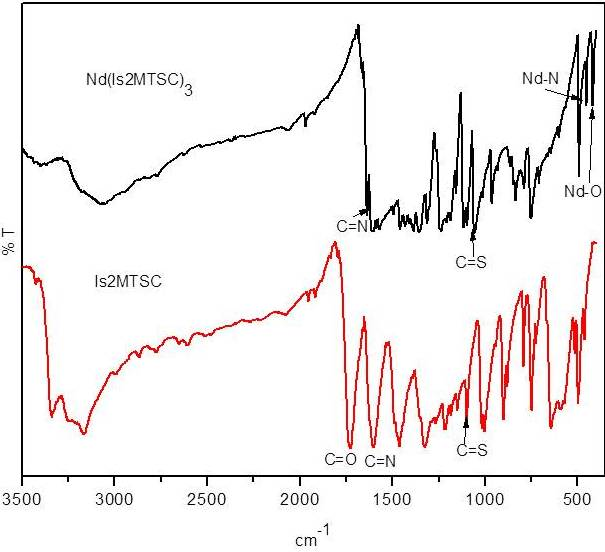 Nd(Is2MTSC)3
Nd-N
Nd-O
C=N
C=S
% T
Is2MTSC
C=O
C=N
C=S
3500 3000 2500 2000 1500 1000 500
cm-1